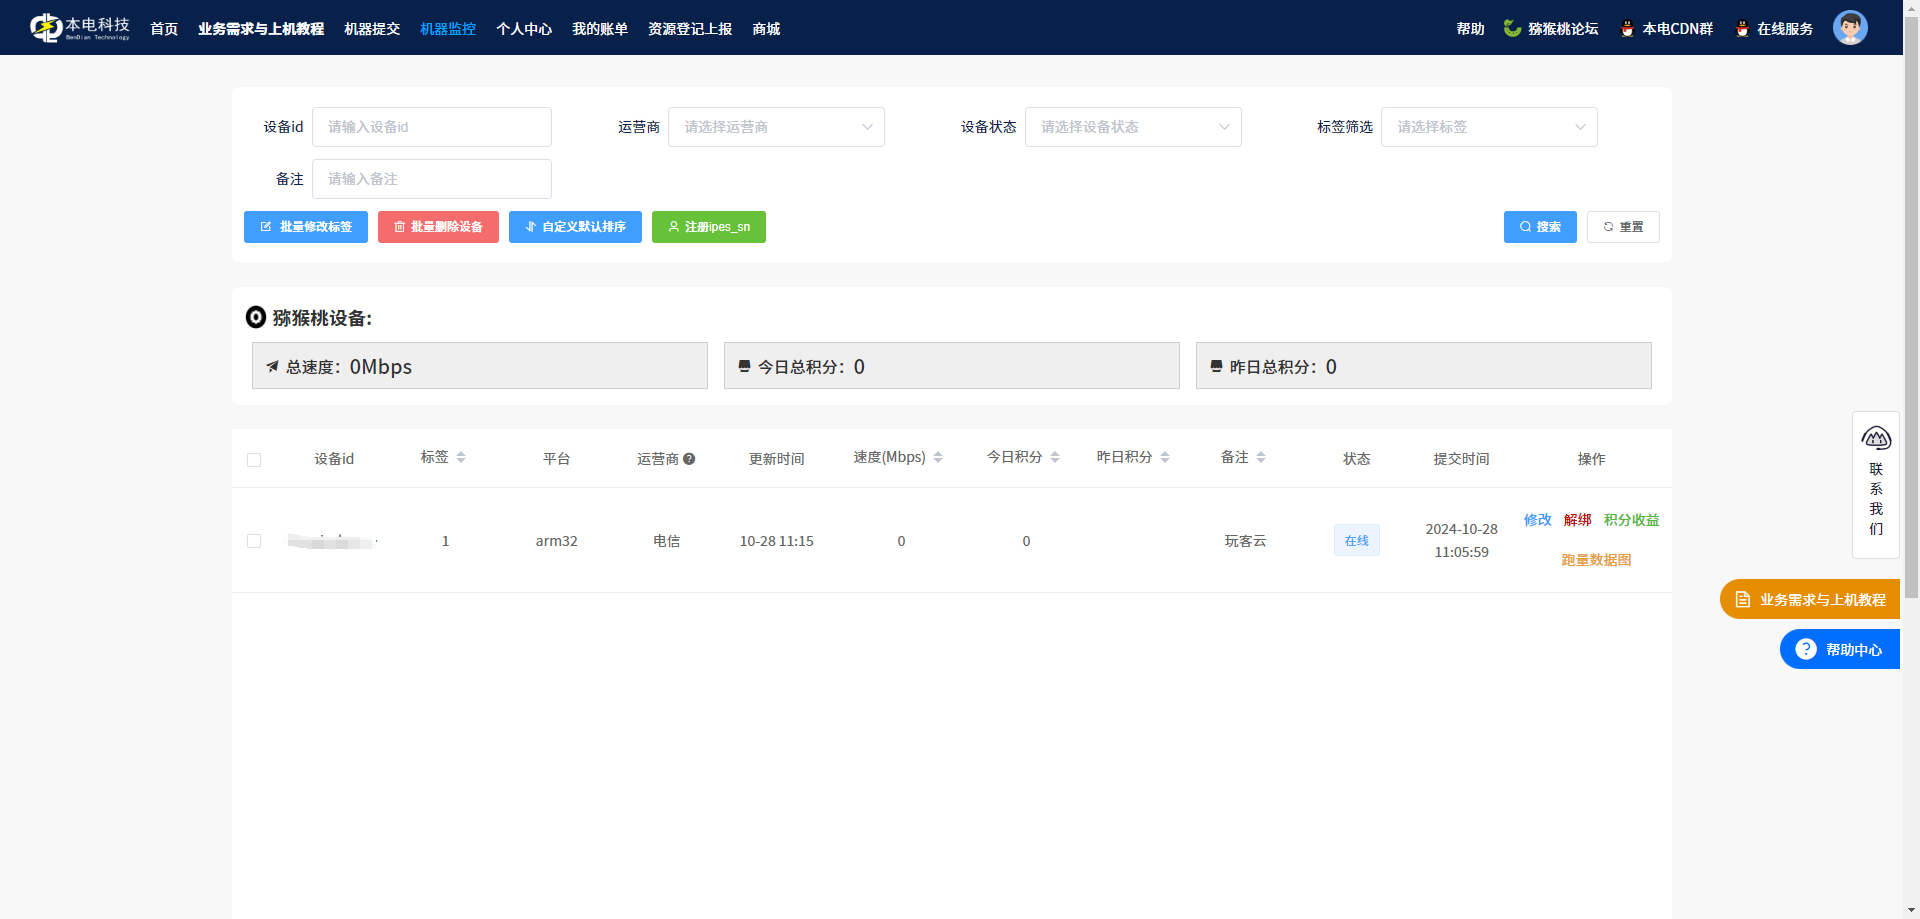 本电科技 首页 业务需求与上机教程 机器提交 机器监控 个人中心 我的账单 资源登记上报 商城 帮助 猕猴桃论坛 本电CDN群 在线服务
BenDian Technology
设备id 请输入设备id 运营商 请选择运营商 设备状态 请选择设备状态 标签筛选 请选择标签
备注 请输入备注
批量修改标签 批量删除设备 自定义默认排序 注册ipes_sn 搜索 重置
猕猴桃设备:
总速度：0Mbps 今日总积分：0 昨日总积分：0
设备id 标签 平台 运营商 更新时间 速度(Mbps) 今日积分 昨日积分 备注 状态 提交时间 操作
1 arm32 电信 10-28 11:15 0 0 玩客云 在线 2024-10-28 11:05:59 修改 解绑 积分收益
跑量数据图
联
系
我
们
业务需求与上机教程
? 帮助中心